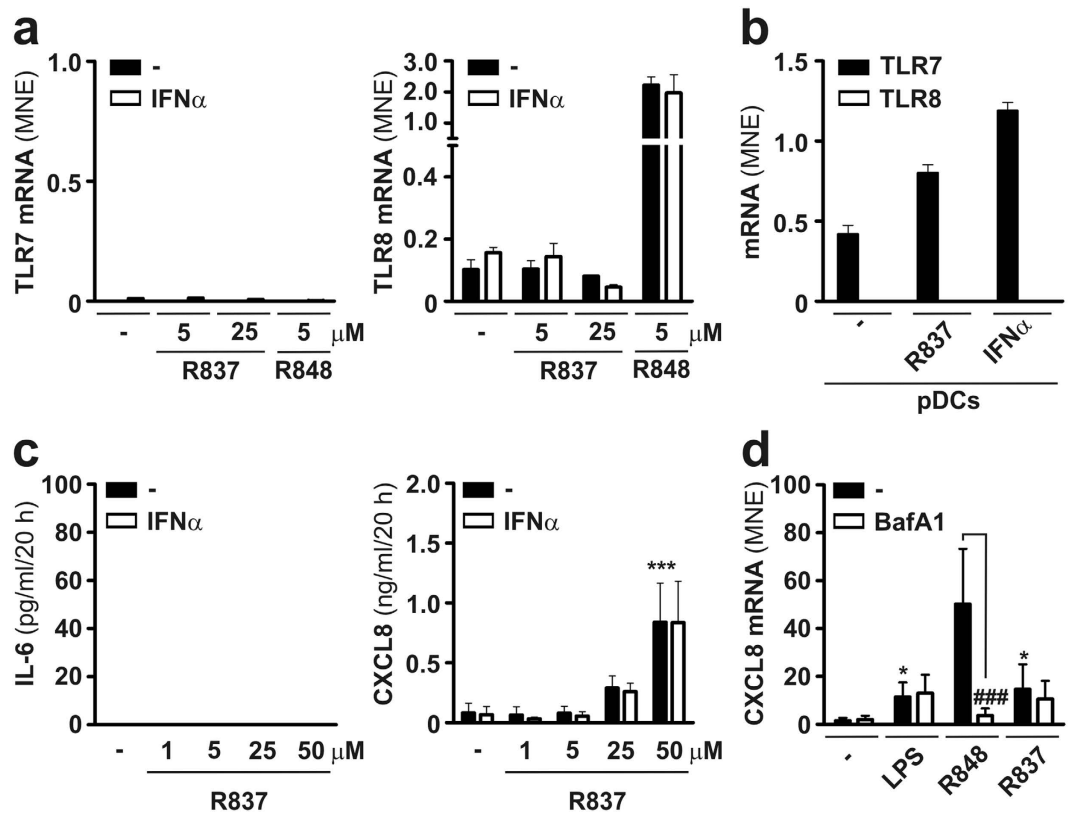 a
TLR7 mRNA (MNE)
1.0
0.5
0
-
IFNα
-
5
25
5
μM
R837
R848
TLR8 mRNA (MNE)
3.0
2.0
1.0
0.4
0.2
0
-
IFNα
-
5
25
5
μM
R837
R848
b
mRNA (MNE)
1.5
1.0
0.5
0
TLR7
TLR8
-
R837
IFNα
pDCs
c
IL-6 (pg/ml/20 h)
100
80
60
40
20
0
-
IFNα
-
1
5
25
50
μM
R837
CXCL8 (ng/ml/20 h)
2.0
1.5
1.0
0.5
0
-
IFNα
***
-
1
5
25
50
μM
R837
d
CXCL8 mRNA (MNE)
100
80
60
40
20
0
-
BafA1
*
###
*
-
LPS
R848
R837